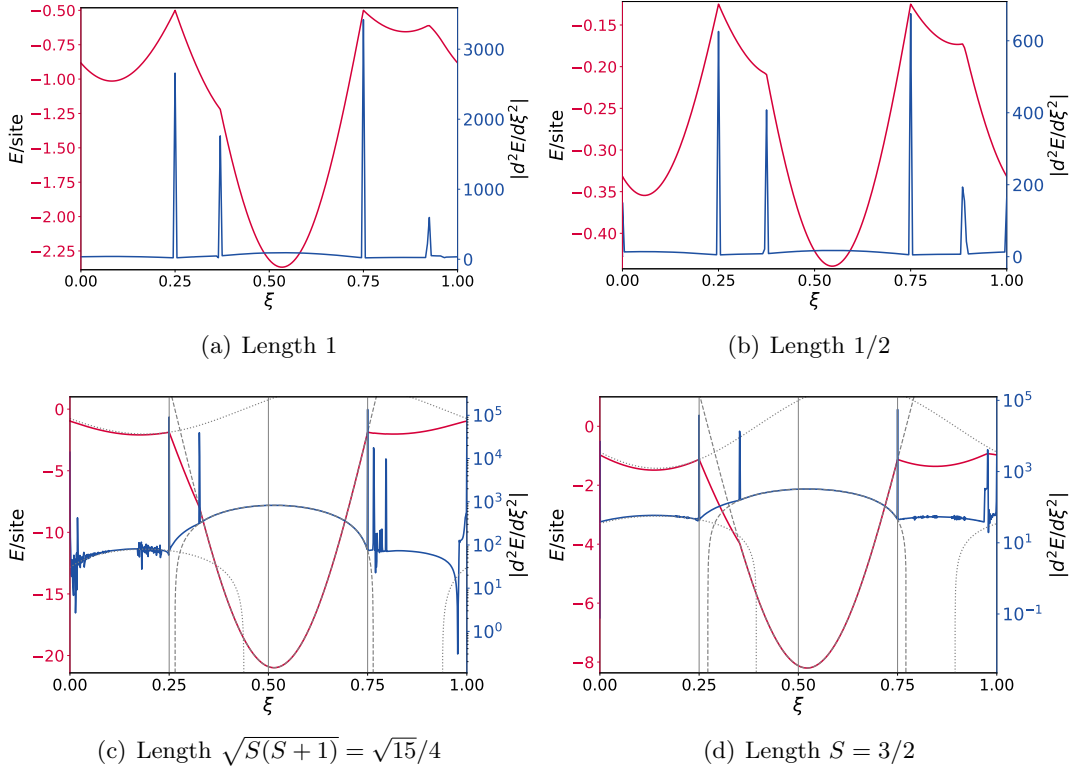 −0.50
−0.75
−1.00
−1.25
−1.50
−1.75
−2.00
−2.25
E/site
0.00 0.25 0.50 0.75 1.00
ξ
3000
2000
1000
0
|d²E/dξ²|
(a) Length 1
−0.15
−0.20
−0.25
−0.30
−0.35
−0.40
E/site
0.00 0.25 0.50 0.75 1.00
ξ
600
400
200
0
|d²E/dξ²|
(b) Length 1/2
0
−5
−10
−15
−20
E/site
0.00 0.25 0.50 0.75 1.00
ξ
10⁵
10⁴
10³
10²
10¹
10⁰
|d²E/dξ²|
(c) Length √S(S + 1) = √15/4
0
−2
−4
−6
−8
E/site
0.00 0.25 0.50 0.75 1.00
ξ
10⁵
10³
10¹
10⁻¹
|d²E/dξ²|
(d) Length S = 3/2